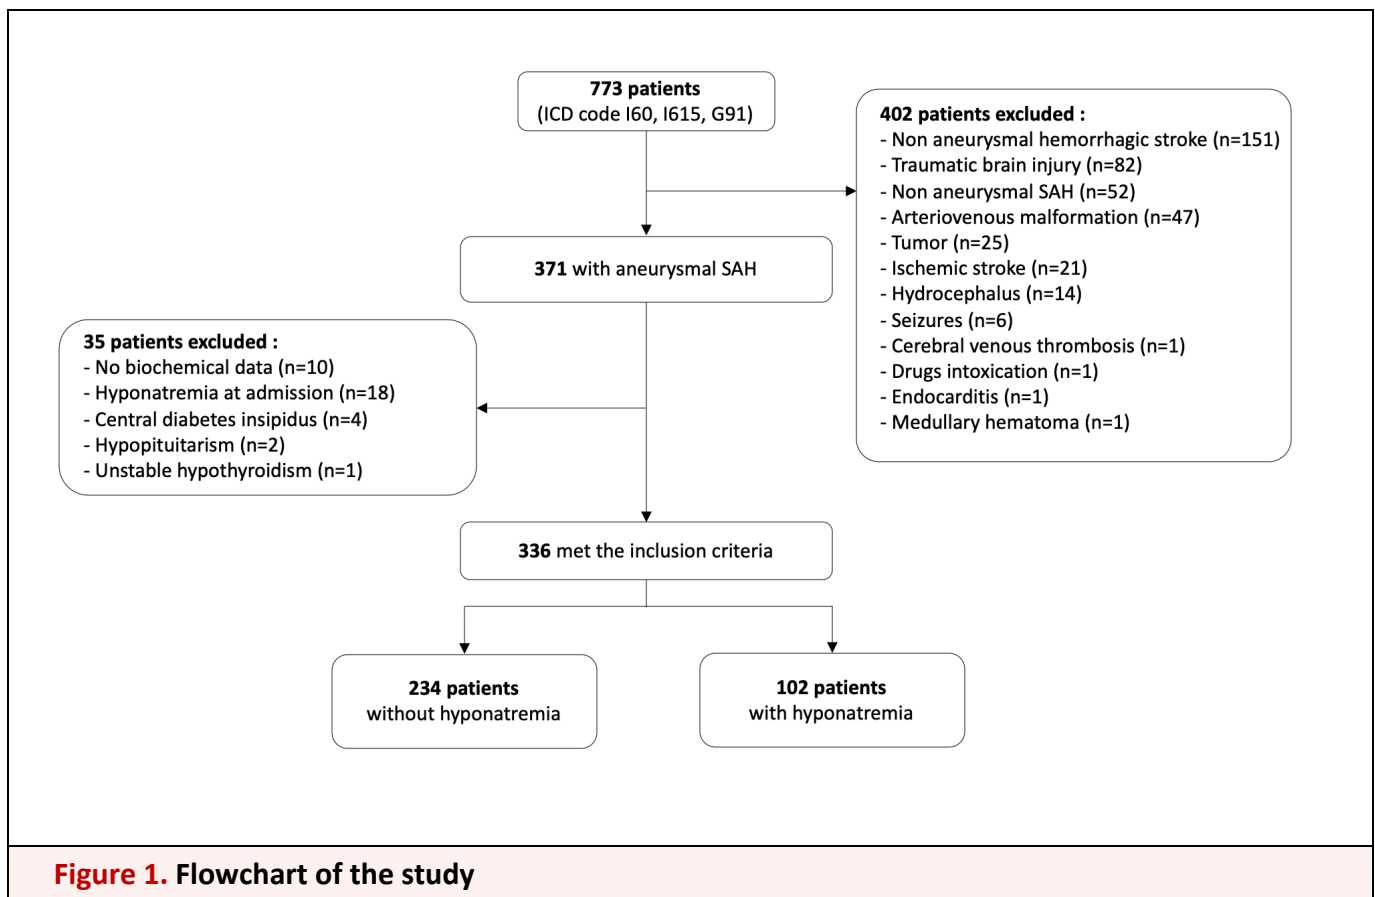 773 patients
(ICD code I60, I615, G91)
402 patients excluded :
- Non aneurysmal hemorrhagic stroke (n=151)
- Traumatic brain injury (n=82)
- Non aneurysmal SAH (n=52)
- Arteriovenous malformation (n=47)
- Tumor (n=25)
- Ischemic stroke (n=21)
- Hydrocephalus (n=14)
- Seizures (n=6)
- Cerebral venous thrombosis (n=1)
- Drugs intoxication (n=1)
- Endocarditis (n=1)
- Medullary hematoma (n=1)
371 with aneurysmal SAH
35 patients excluded :
- No biochemical data (n=10)
- Hyponatremia at admission (n=18)
- Central diabetes insipidus (n=4)
- Hypopituitarism (n=2)
- Unstable hypothyroidism (n=1)
336 met the inclusion criteria
234 patients
without hyponatremia
102 patients
with hyponatremia
Figure 1. Flowchart of the study